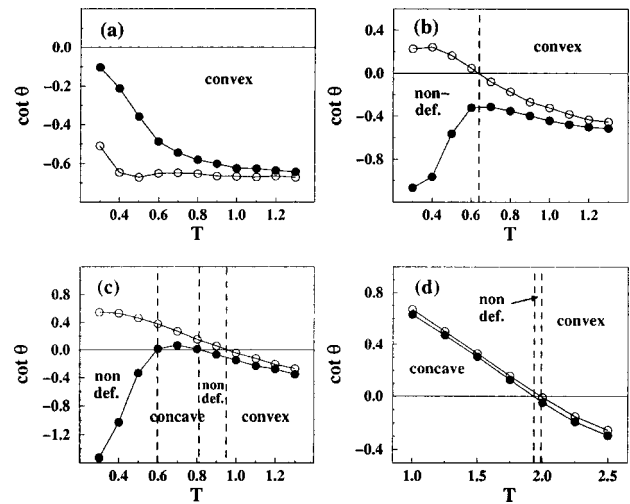 (a)
convex
0.0
−0.2
−0.4
−0.6
cot θ
0.4 0.6 0.8 1.0 1.2
T
(b)
convex
non−
def.
0.4
0.0
−0.4
−0.8
cot θ
0.4 0.6 0.8 1.0 1.2
T
(c)
0.8
0.4
0.0
−0.4
−0.8
−1.2
cot θ
non
def.
concave
non
def.
convex
0.4 0.6 0.8 1.0 1.2
T
(d)
non
def.
convex
concave
0.8
0.4
0.0
−0.4
cot θ
1.0 1.5 2.0 2.5
T